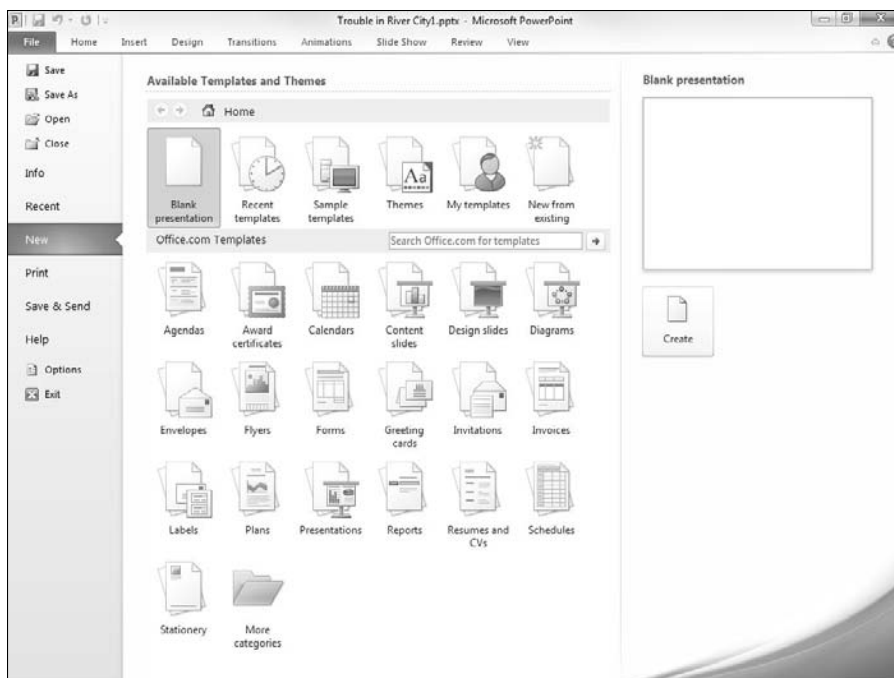 Trouble in River City1.pptx - Microsoft PowerPoint
File Home Insert Design Transitions Animations Slide Show Review View
Save
Save As
Open
Close
Info
Recent
New
Print
Save & Send
Help
Options
Exit
Available Templates and Themes
Home
Blank presentation
Recent templates
Sample templates
Themes
My templates
New from existing
Office.com Templates
Search Office.com for templates
Agendas
Award certificates
Calendars
Content slides
Design slides
Diagrams
Envelopes
Flyers
Forms
Greeting cards
Invitations
Invoices
Labels
Plans
Presentations
Reports
Resumes and CVs
Schedules
Stationery
More categories
Blank presentation
Create